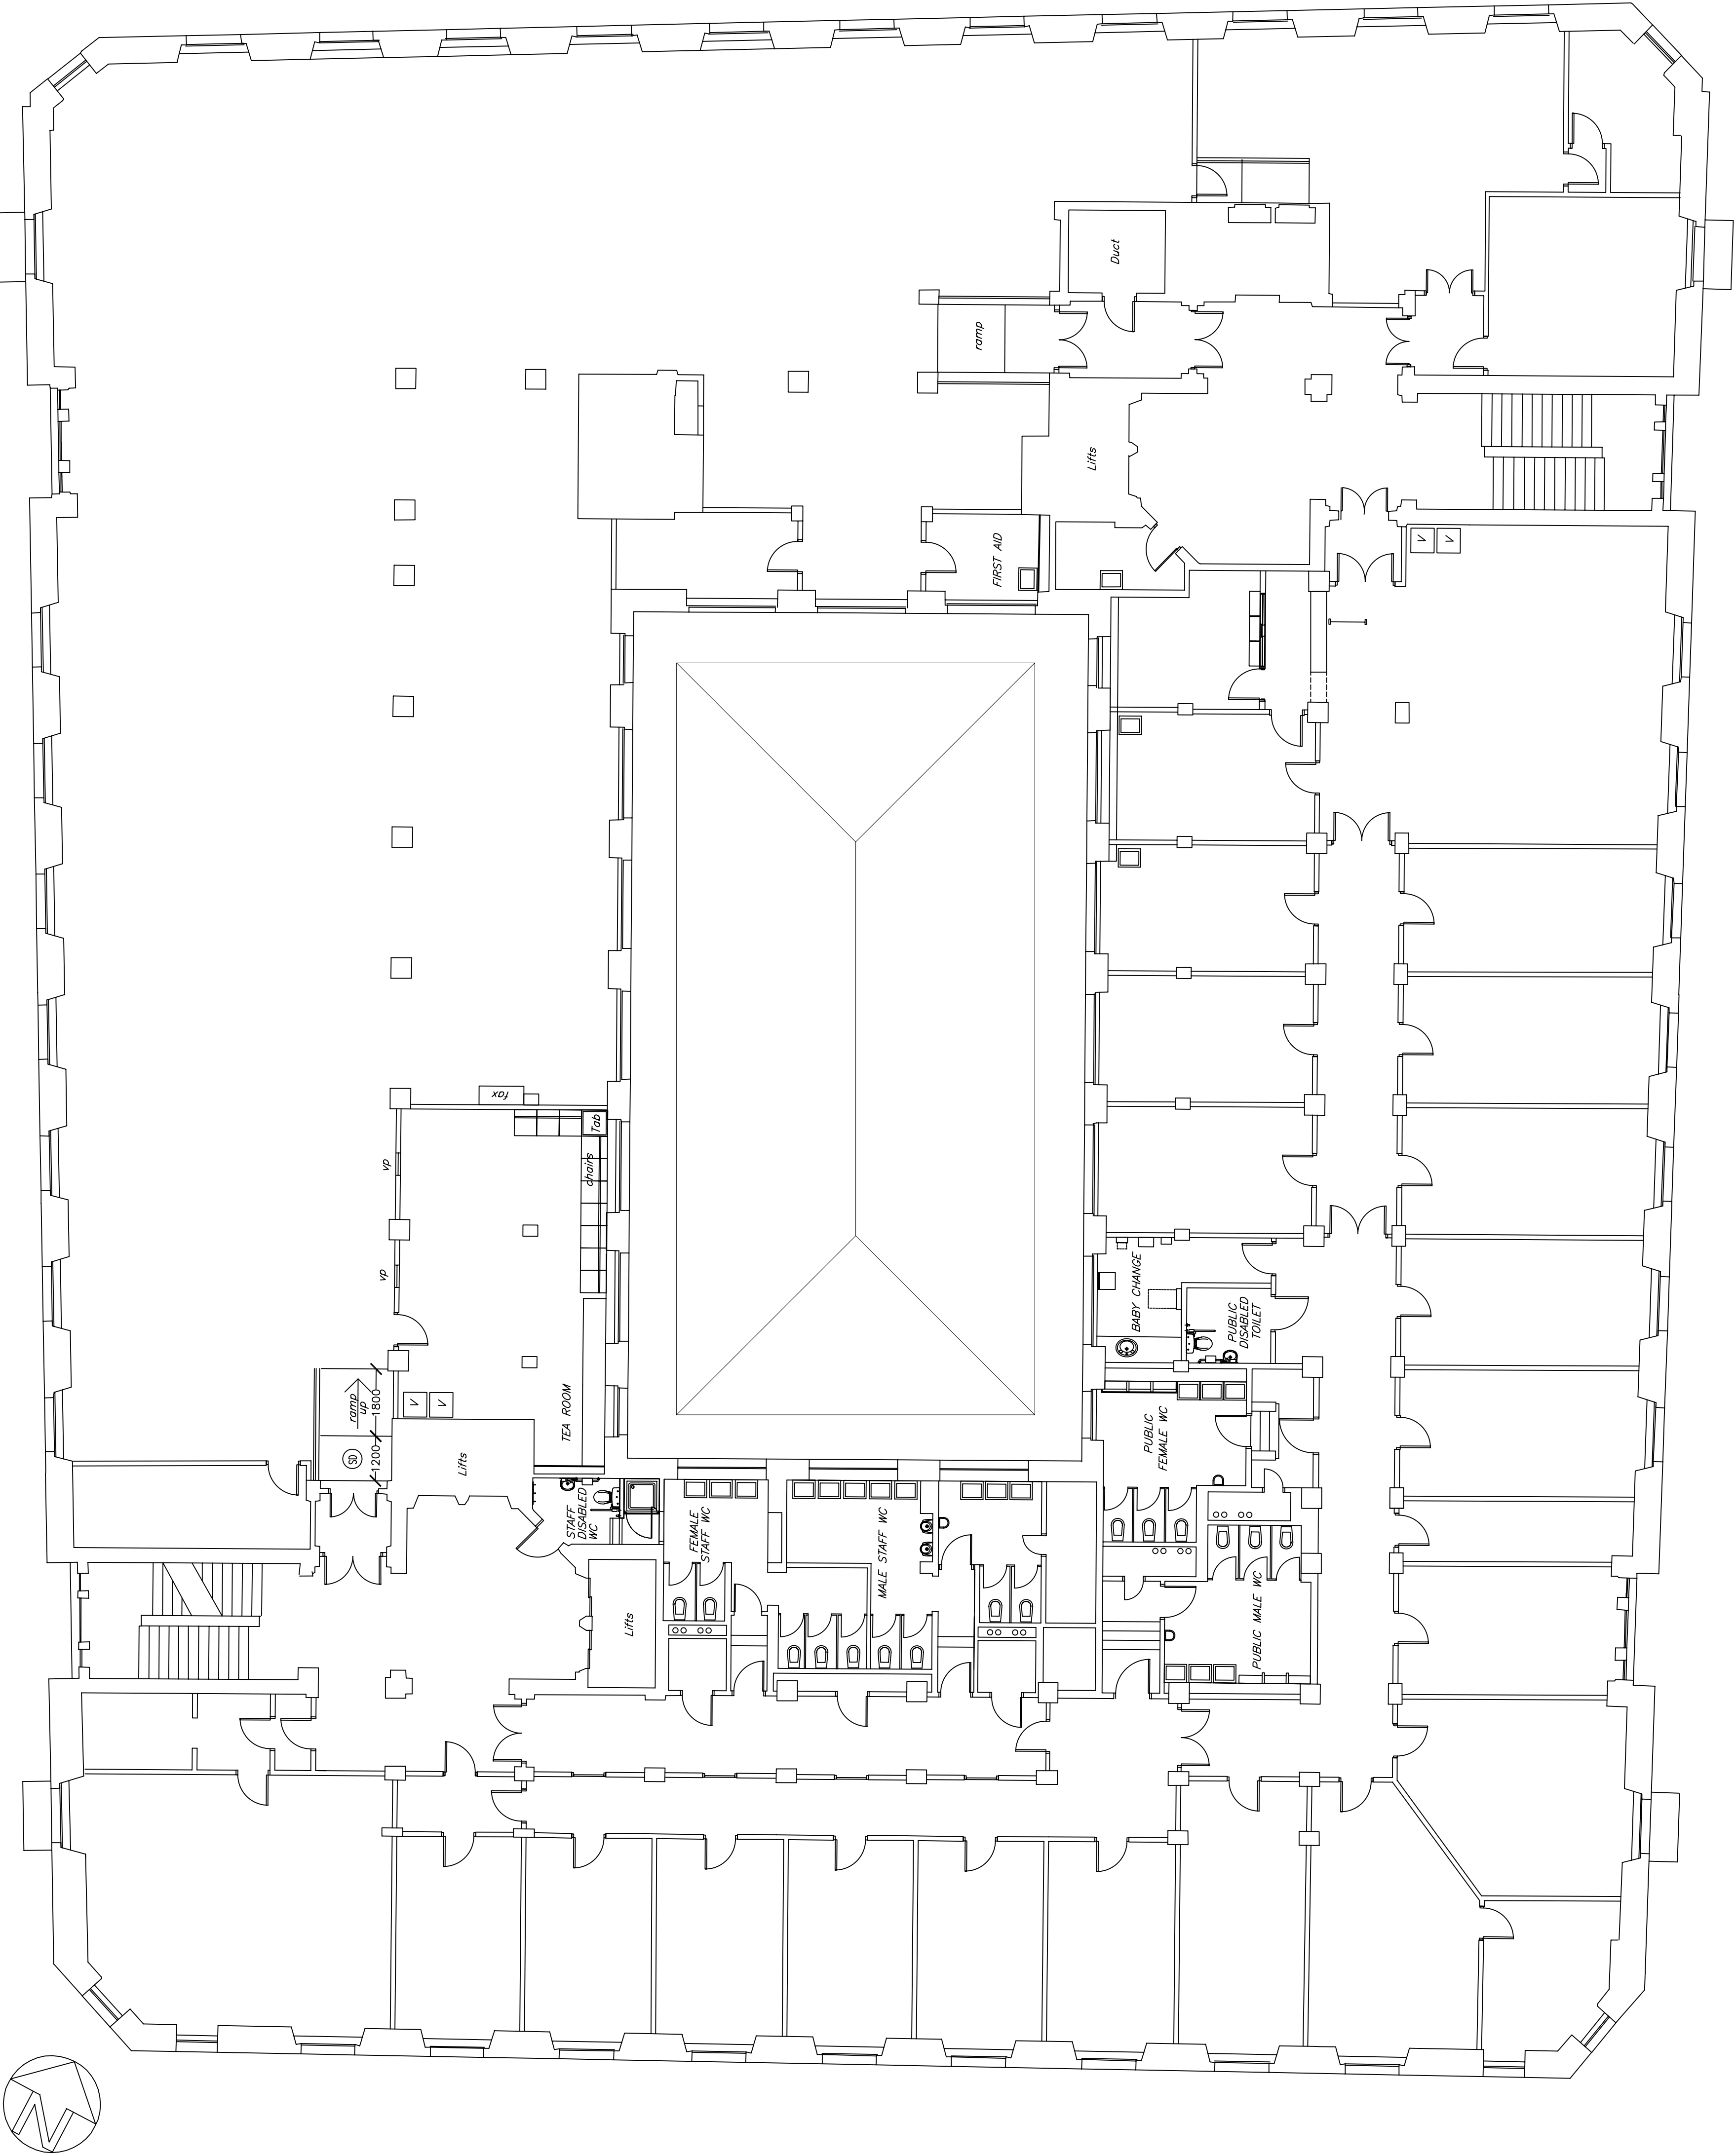 Duct
ramp
Lifts
FIRST AID
V
V
fax
Tab
chairs
vp
vp
BABY CHANGE
PUBLIC
DISABLED
TOILET
ramp
up
1800
1200
SD
V
V
TEA ROOM
Lifts
PUBLIC
FEMALE WC
STAFF
DISABLED
WC
FEMALE
STAFF WC
MALE STAFF WC
Lifts
PUBLIC MALE WC
N